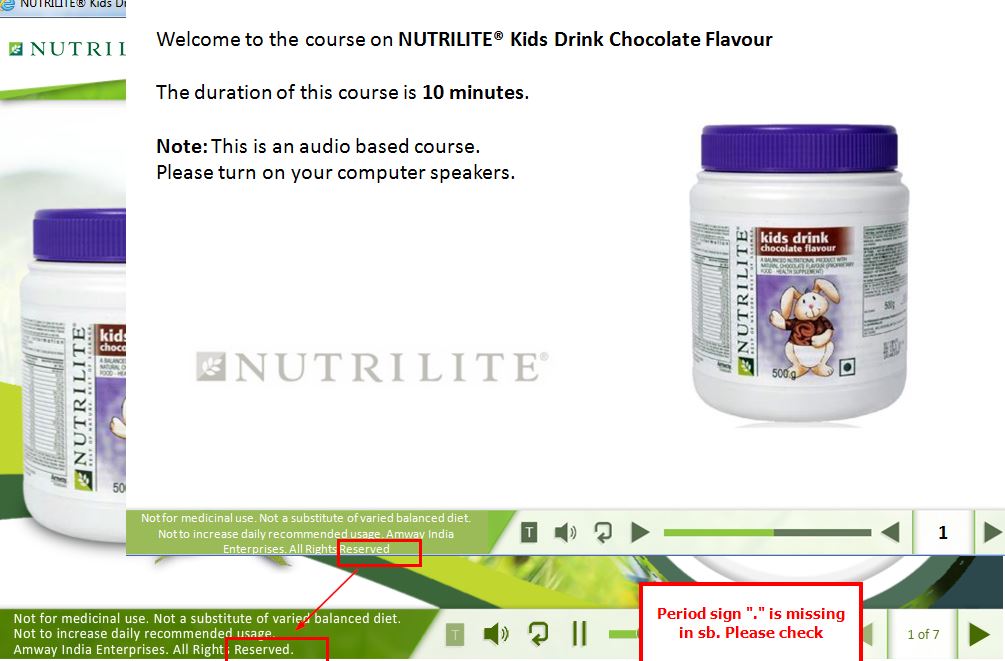 NUTRILITE® Kids Dr
NUTRIL
Welcome to the course on NUTRILITE® Kids Drink Chocolate Flavour
The duration of this course is 10 minutes.
Note: This is an audio based course.
Please turn on your computer speakers.
NUTRILITE
kids drink
chocolate flavour
A BALANCED NUTRITIONAL PRODUCT WITH
NATURAL CHOCOLATE FLAVOUR (PROPRIETARY
FOOD - HEALTH SUPPLEMENT)
500g
500 g
NUTRILITE
kids
choco
50
NUTRILITE®
Not for medicinal use. Not a substitute of varied balanced diet.
Not to increase daily recommended usage. Amway India
Enterprises. All Rights Reserved
T
1
Not for medicinal use. Not a substitute of varied balanced diet.
Not to increase daily recommended usage.
Amway India Enterprises. All Rights Reserved.
T
Period sign "." is missing
in sb. Please check
1 of 7